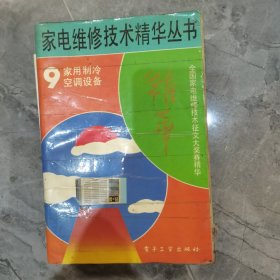 家电维修技术精华丛书
9
家用制冷
空调设备
精华
全国家电维修技术征文大奖赛精华
电子工业出版社